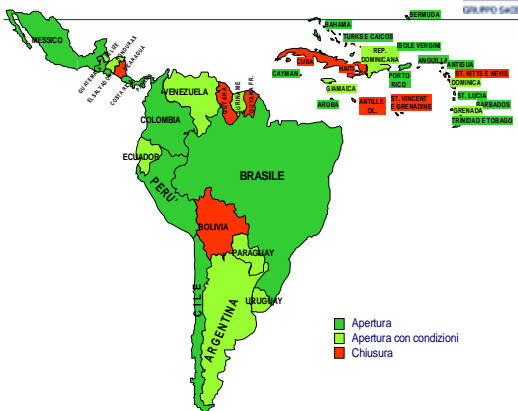 GRUPPO SACE
MESSICO
BELIZE
HONDURAS
NICARAGUA
GUATEMALA
EL SALVADOR
COSTA RICA
VENEZUELA
GUYANA
SURINAME
GUYANA FR.
COLOMBIA
ECUADOR
PERU'
BRASILE
BOLIVIA
PARAGUAY
CILE
ARGENTINA
URUGUAY
BAHAMA
BERMUDA
TURKS E CAICOS
ISOLE VERGINI
REP.
DOMINICANA
CUBA
HAITI
CAYMAN
PORTO
RICO
ANGUILLA
ANTIGUA
ST. KITTS E NEVIS
DOMINICA
GIAMAICA
ARUBA
ANTILLE
OL.
ST. VINCENT
E GRENADINE
ST. LUCIA
BARBADOS
GRENADA
TRINIDAD E TOBAGO
Apertura
Apertura con condizioni
Chiusura